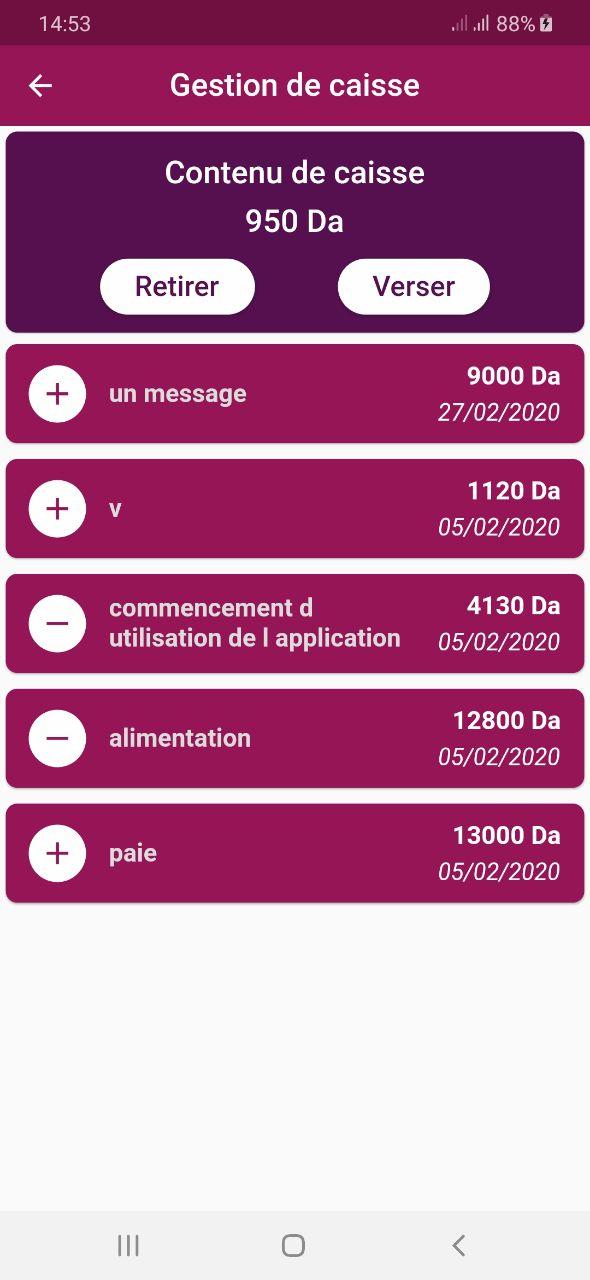 14:53
88%
Gestion de caisse
Contenu de caisse
950 Da
Retirer
Verser
un message
9000 Da
27/02/2020
v
1120 Da
05/02/2020
commencement d
utilisation de l application
4130 Da
05/02/2020
alimentation
12800 Da
05/02/2020
paie
13000 Da
05/02/2020